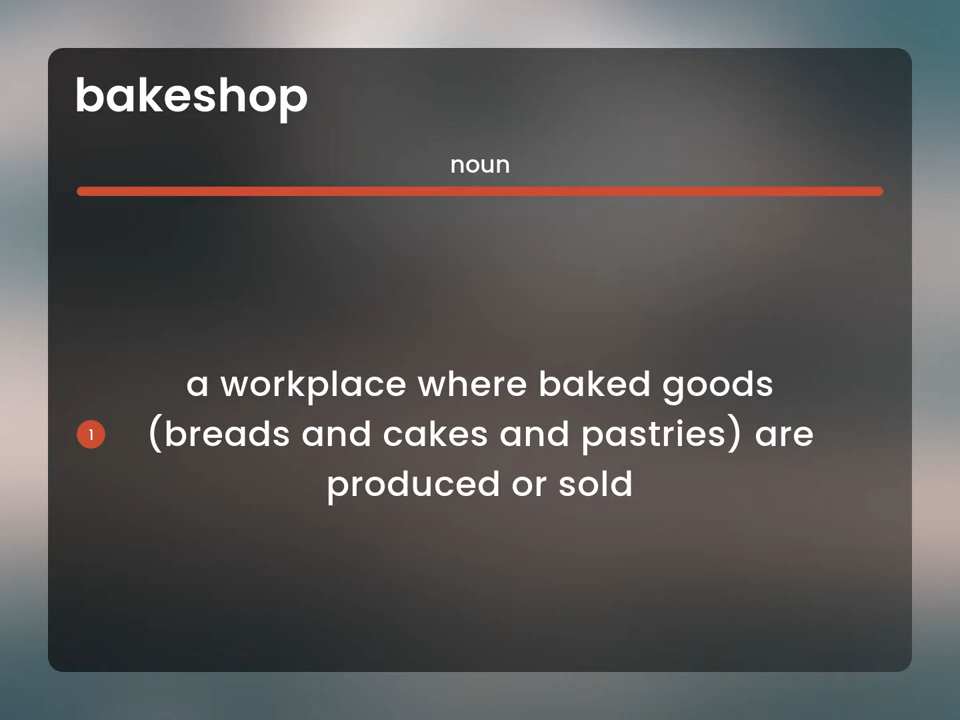 bakeshop
noun
a workplace where baked goods
1 (breads and cakes and pastries) are
produced or sold